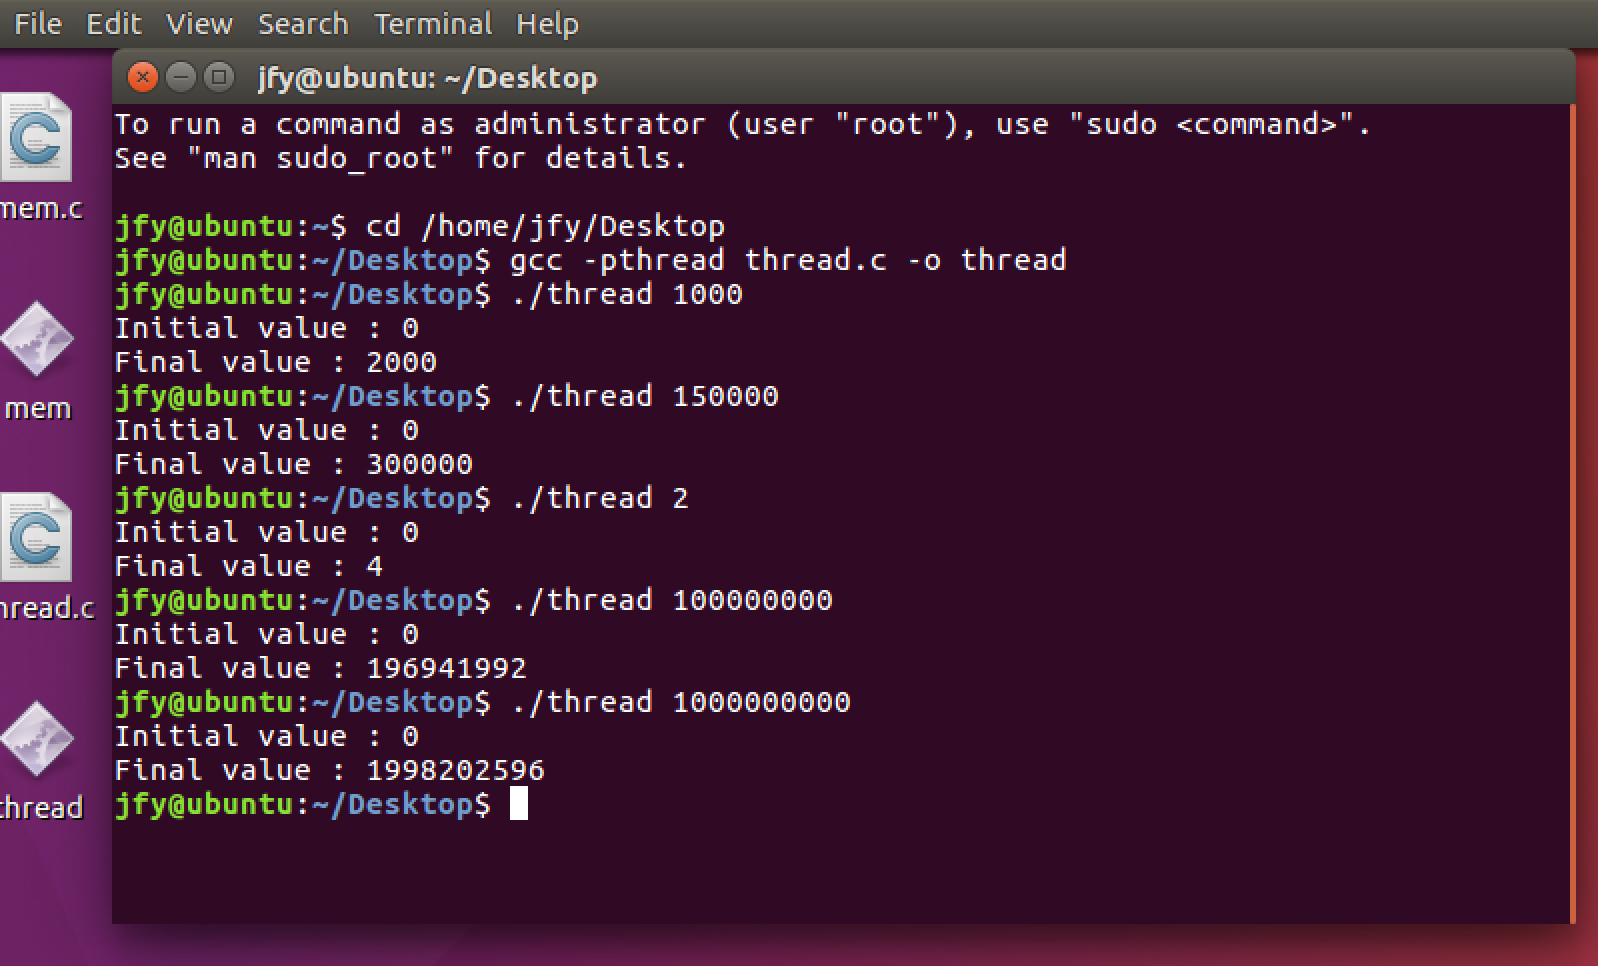 File Edit View Search Terminal Help
jfy@ubuntu: ~/Desktop
To run a command as administrator (user "root"), use "sudo <command>".
See "man sudo_root" for details.
jfy@ubuntu:~$ cd /home/jfy/Desktop
jfy@ubuntu:~/Desktop$ gcc -pthread thread.c -o thread
jfy@ubuntu:~/Desktop$ ./thread 1000
Initial value : 0
Final value : 2000
jfy@ubuntu:~/Desktop$ ./thread 150000
Initial value : 0
Final value : 300000
jfy@ubuntu:~/Desktop$ ./thread 2
Initial value : 0
Final value : 4
jfy@ubuntu:~/Desktop$ ./thread 100000000
Initial value : 0
Final value : 196941992
jfy@ubuntu:~/Desktop$ ./thread 1000000000
Initial value : 0
Final value : 1998202596
jfy@ubuntu:~/Desktop$
mem.c
mem
hread.c
thread